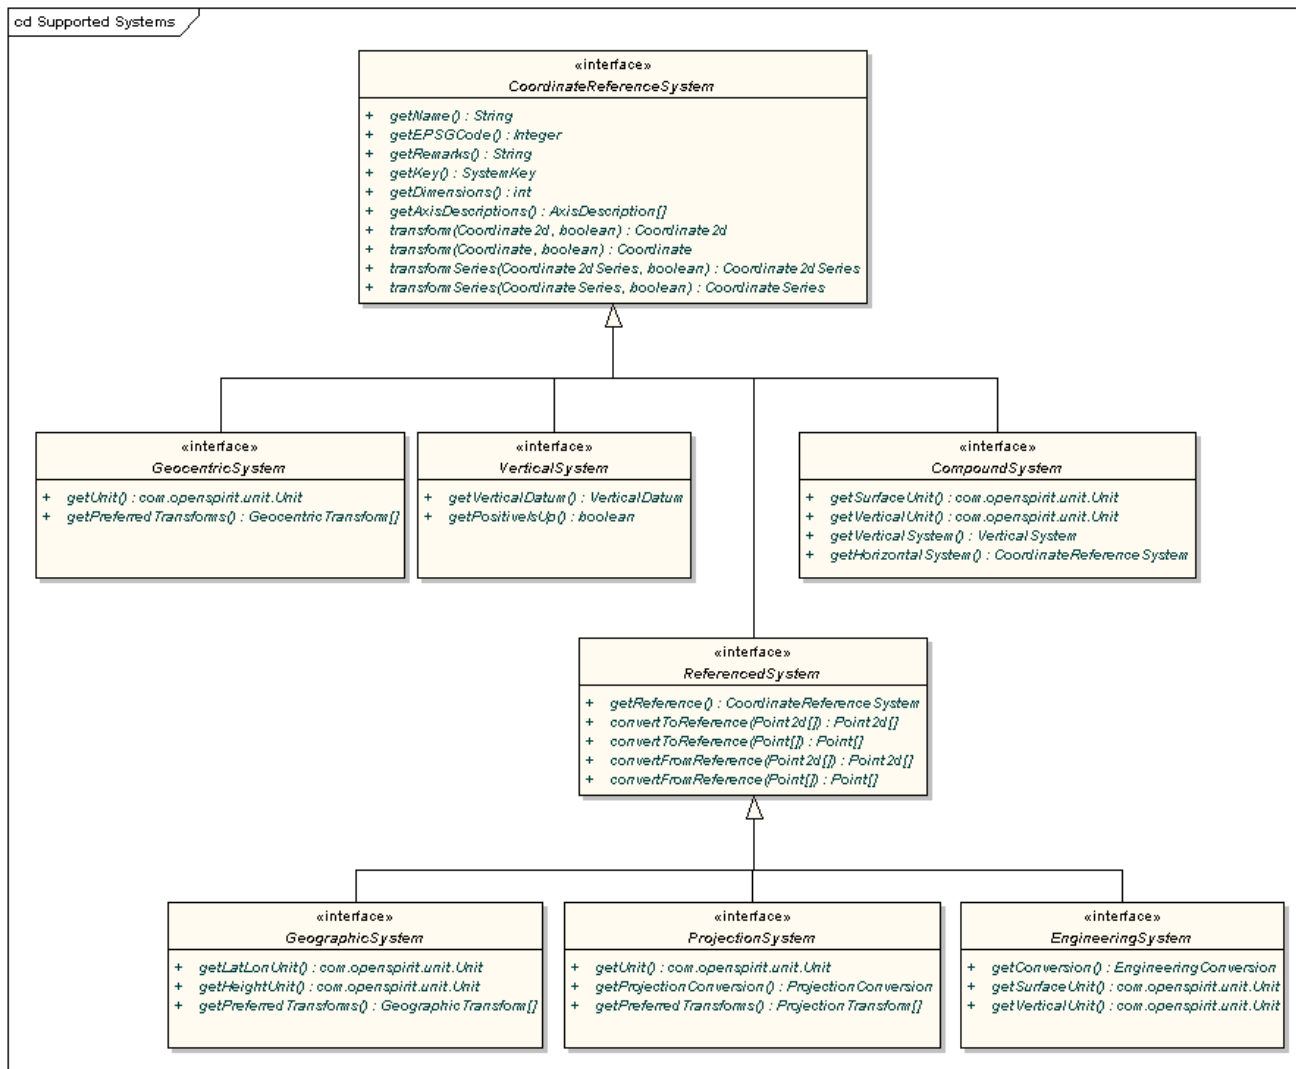 cd Supported Systems
«interface»
CoordinateReferenceSystem
+ getName() : String
+ getEPSGCode() : Integer
+ getRemarks() : String
+ getKey() : SystemKey
+ getDimensions() : int
+ getAxisDescriptions() : AxisDescription[]
+ transform(Coordinate2d, boolean) : Coordinate2d
+ transform(Coordinate, boolean) : Coordinate
+ transformSeries(Coordinate2dSeries, boolean) : Coordinate2dSeries
+ transformSeries(CoordinateSeries, boolean) : CoordinateSeries
«interface»
GeocentricSystem
+ getUnit() : com.openspirit.unit.Unit
+ getPreferredTransforms() : GeocentricTransform[]
«interface»
VerticalSystem
+ getVerticalDatum() : VerticalDatum
+ getPositiveIsUp() : boolean
«interface»
CompoundSystem
+ getSurfaceUnit() : com.openspirit.unit.Unit
+ getVerticalUnit() : com.openspirit.unit.Unit
+ getVerticalSystem() : VerticalSystem
+ getHorizontalSystem() : CoordinateReferenceSystem
«interface»
ReferencedSystem
+ getReference() : CoordinateReferenceSystem
+ convertToReference(Point2d[]) : Point2d[]
+ convertToReference(Point[]) : Point[]
+ convertFromReference(Point2d[]) : Point2d[]
+ convertFromReference(Point[]) : Point[]
«interface»
GeographicSystem
+ getLatLonUnit() : com.openspirit.unit.Unit
+ getHeightUnit() : com.openspirit.unit.Unit
+ getPreferredTransforms() : GeographicTransform[]
«interface»
ProjectionSystem
+ getUnit() : com.openspirit.unit.Unit
+ getProjectionConversion() : ProjectionConversion
+ getPreferredTransforms() : ProjectionTransform[]
«interface»
EngineeringSystem
+ getConversion() : EngineeringConversion
+ getSurfaceUnit() : com.openspirit.unit.Unit
+ getVerticalUnit() : com.openspirit.unit.Unit